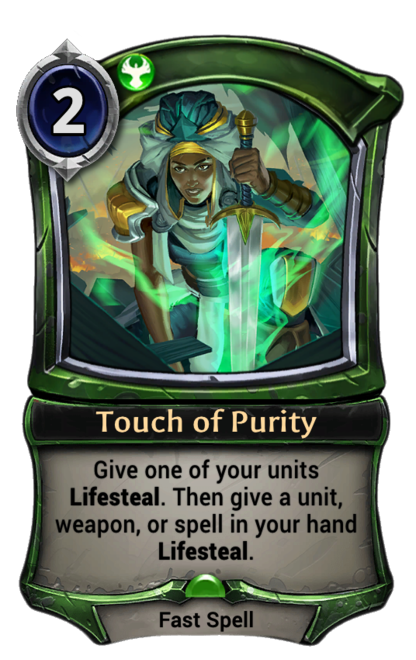 2
Touch of Purity
Give one of your units
Lifesteal. Then give a unit,
weapon, or spell in your hand
Lifesteal.
Fast Spell